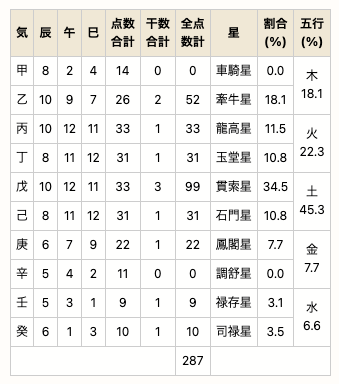 気 辰 午 巳 点数合計 干数合計 全点数計 星 割合(%) 五行(%)
甲 8 2 4 14 0 0 車騎星 0.0 木 18.1
乙 10 9 7 26 2 52 牽牛星 18.1
丙 10 12 11 33 1 33 龍高星 11.5 火 22.3
丁 8 11 12 31 1 31 玉堂星 10.8
戊 10 12 11 33 3 99 貫索星 34.5 土 45.3
己 8 11 12 31 1 31 石門星 10.8
庚 6 7 9 22 1 22 鳳閣星 7.7 金 7.7
辛 5 4 2 11 0 0 調舒星 0.0
壬 5 3 1 9 1 9 禄存星 3.1 水 6.6
癸 6 1 3 10 1 10 司禄星 3.5
287